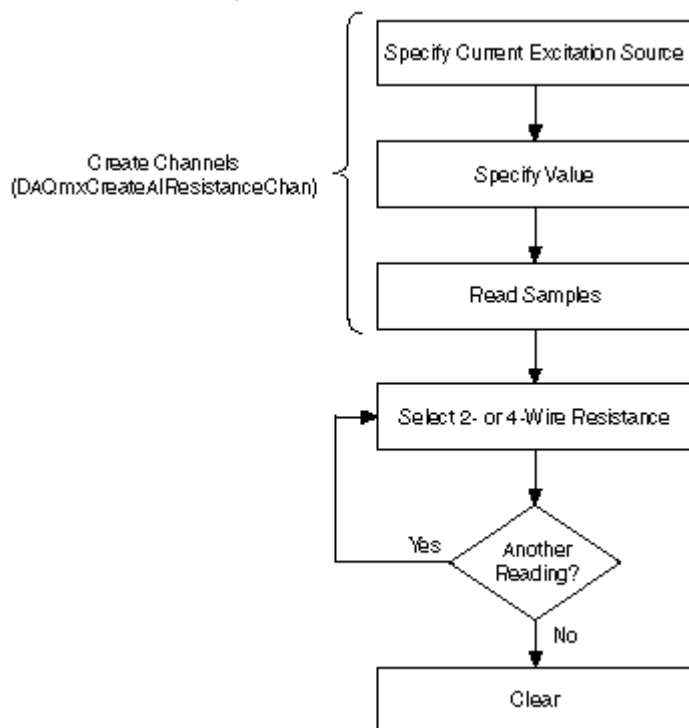 Specify Current Excitation Source
Create Channels
(DAQmxCreateAIResistanceChan)
Specify Value
Read Samples
Select 2- or 4-Wire Resistance
Yes
Another
Reading?
No
Clear